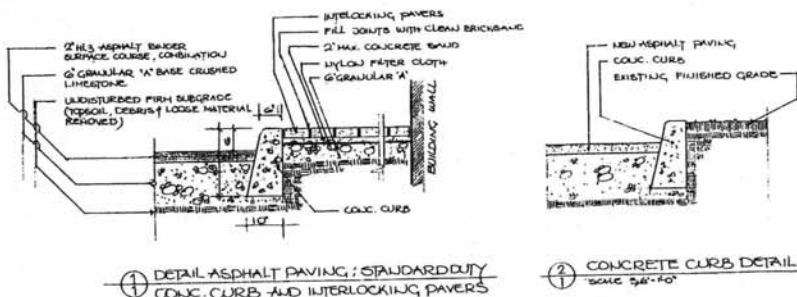 INTERLOCKING PAVERS
FILL JOINTS WITH CLEAN BRICKSAND
2" MAX. CONCRETE SAND
NYLON FILTER CLOTH
6" GRANULAR 'A'
2" HL3 ASPHALT BINDER
SURFACE COURSE, COMBINATION
6" GRANULAR 'A' BASE CRUSHED
LIMESTONE
UNDISTURBED FIRM SUBGRADE
(TOPSOIL, DEBRIS & LOOSE MATERIAL
REMOVED)
6"
10"
CONC. CURB
BUILDING WALL
1
1
DETAIL ASPHALT PAVING: STANDARD DUTY
CONC. CURB AND INTERLOCKING PAVERS
NEW ASPHALT PAVING
CONC. CURB
EXISTING FINISHED GRADE
2
1
CONCRETE CURB DETAIL
SCALE